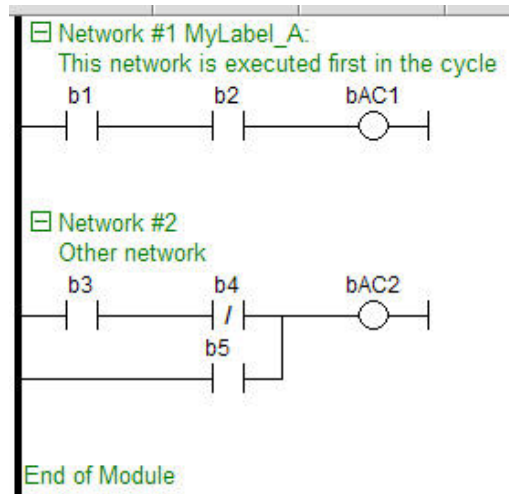 Network #1 MyLabel_A:
This network is executed first in the cycle
b1 b2 bAC1
Network #2
Other network
b3 b4 bAC2
/
b5
End of Module